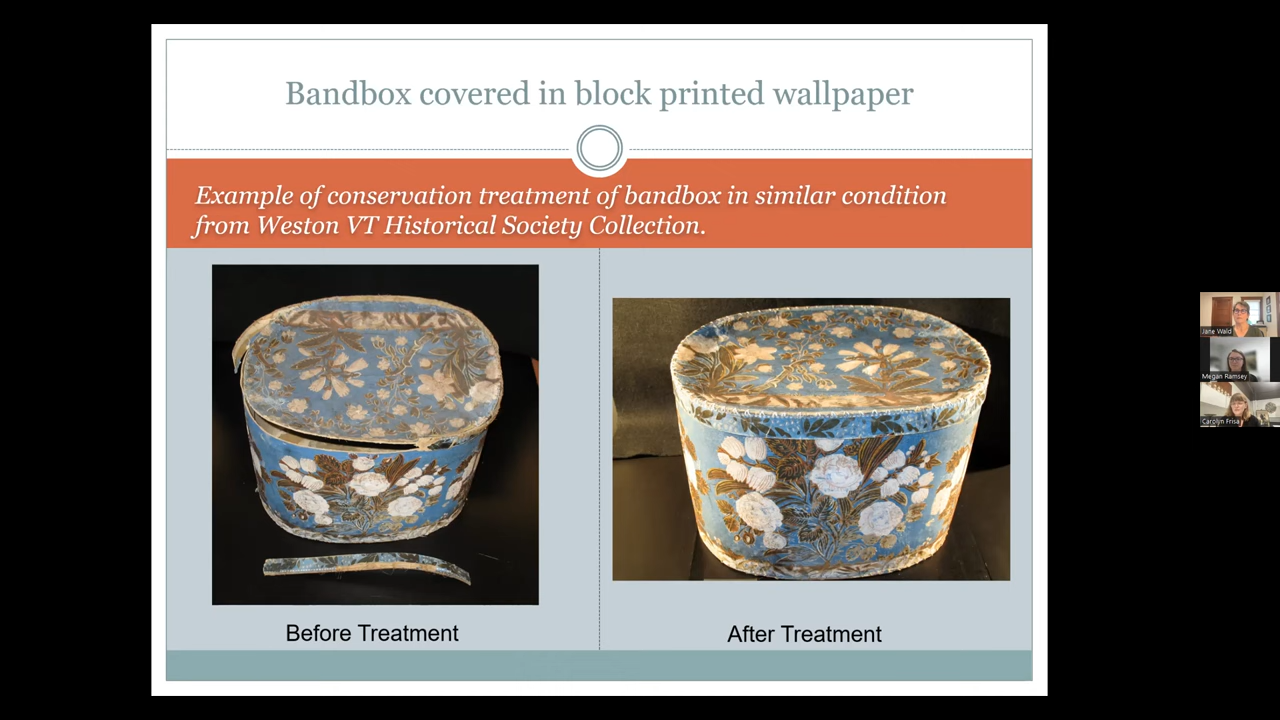 Bandbox covered in block printed wallpaper
Example of conservation treatment of bandbox in similar condition
from Weston VT Historical Society Collection.
Before Treatment
After Treatment
Jane Wald
Megan Ramsey
Carolyn Frisa